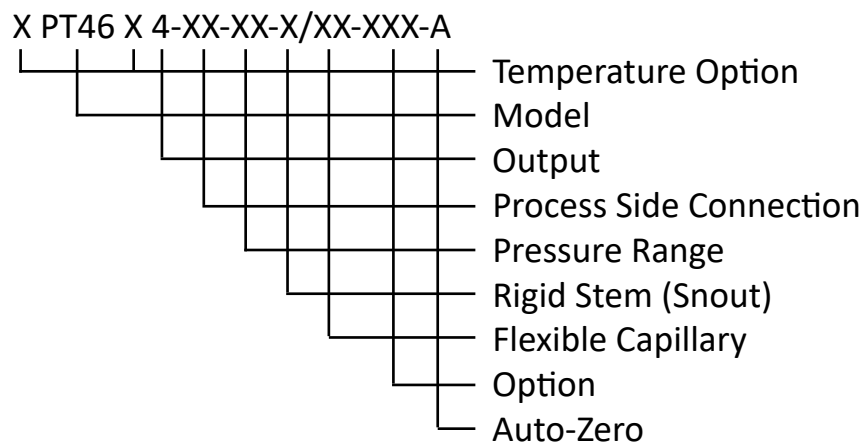 X PT46 X 4-XX-XX-X/XX-XXX-A
Temperature Option
Model
Output
Process Side Connection
Pressure Range
Rigid Stem (Snout)
Flexible Capillary
Option
Auto-Zero